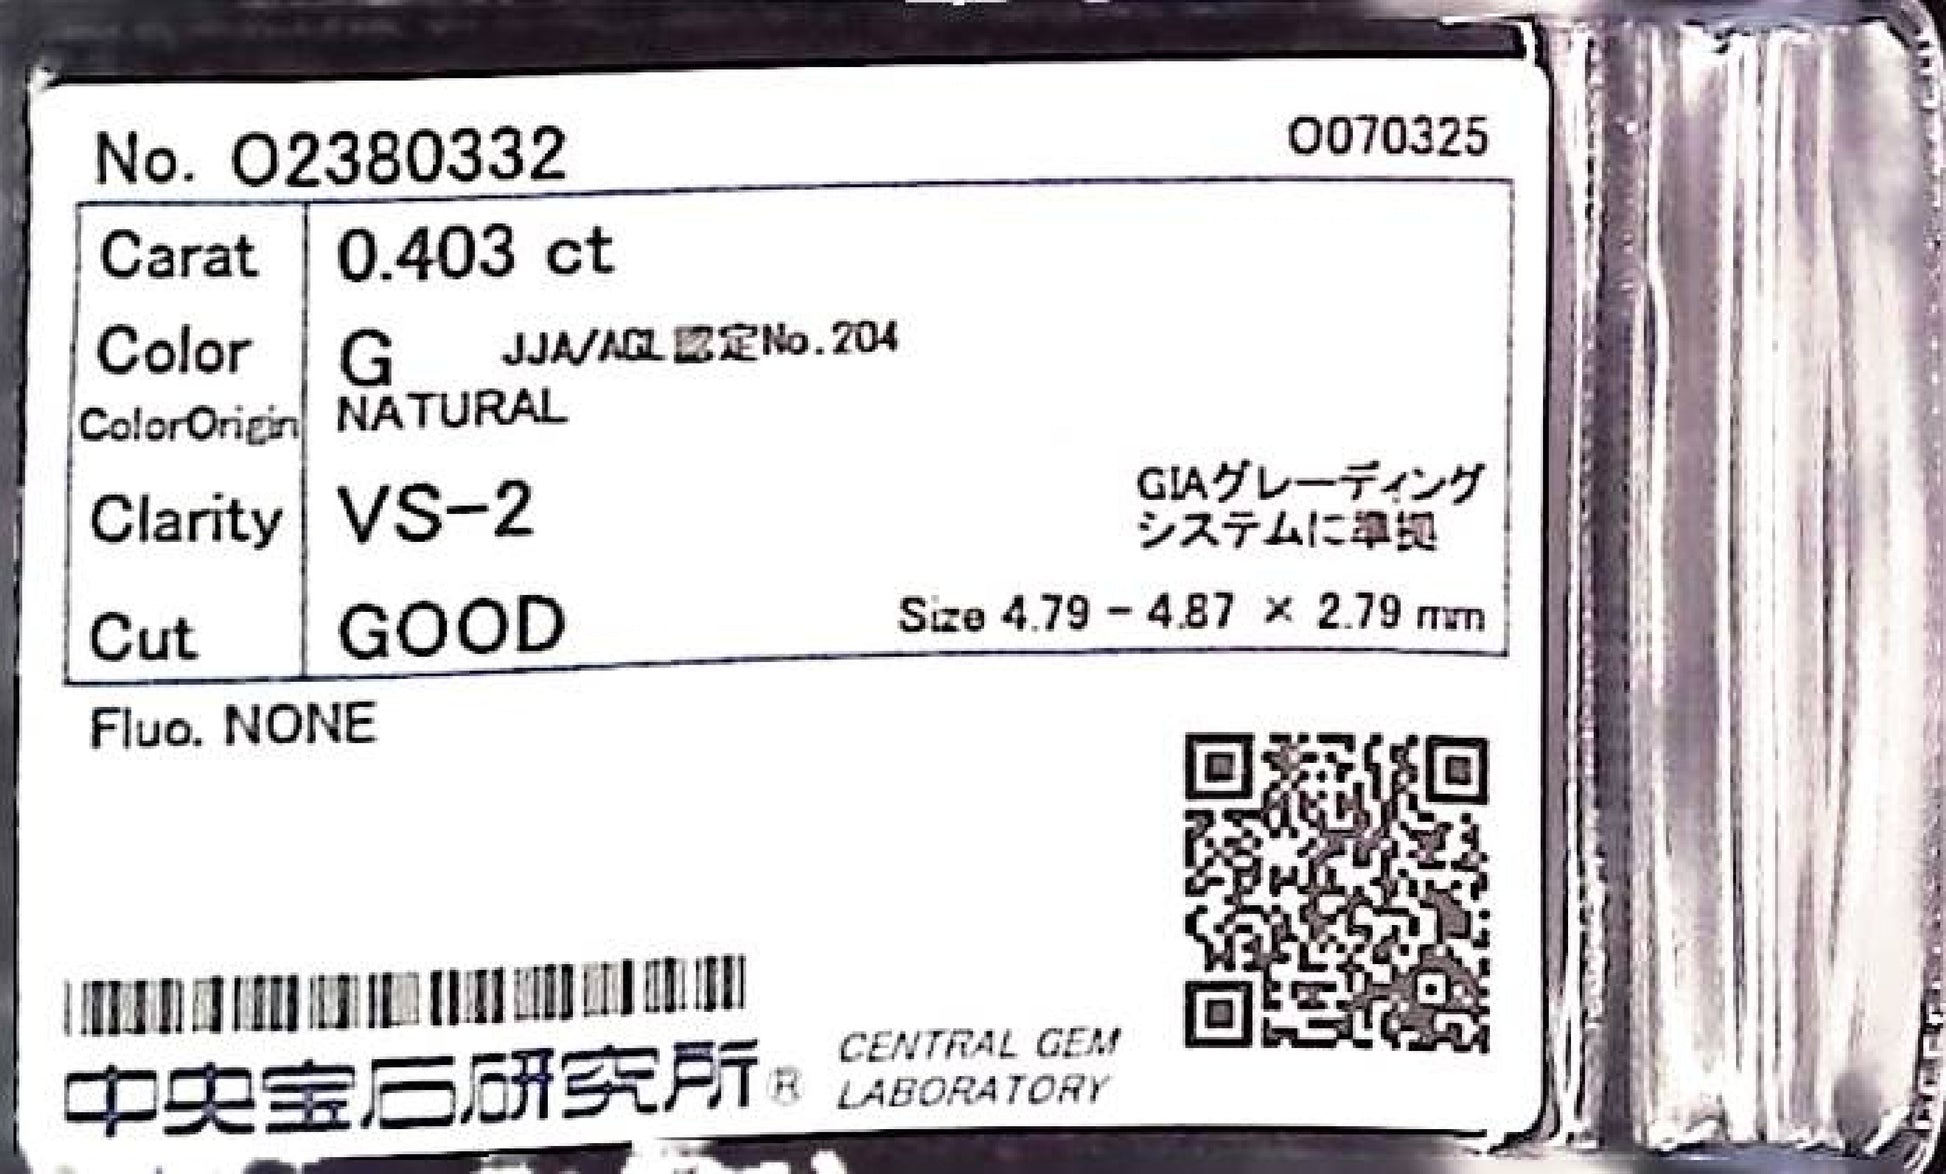 No. O2380332
O070325
Carat 0.403 ct
Color G JJA/AGL認定No.204
ColorOrigin NATURAL
Clarity VS-2
GIAグレーディング
システムに準拠
Cut GOOD
Size 4.79 - 4.87 × 2.79 mm
Fluo. NONE
中央宝石研究所®
CENTRAL GEM
LABORATORY